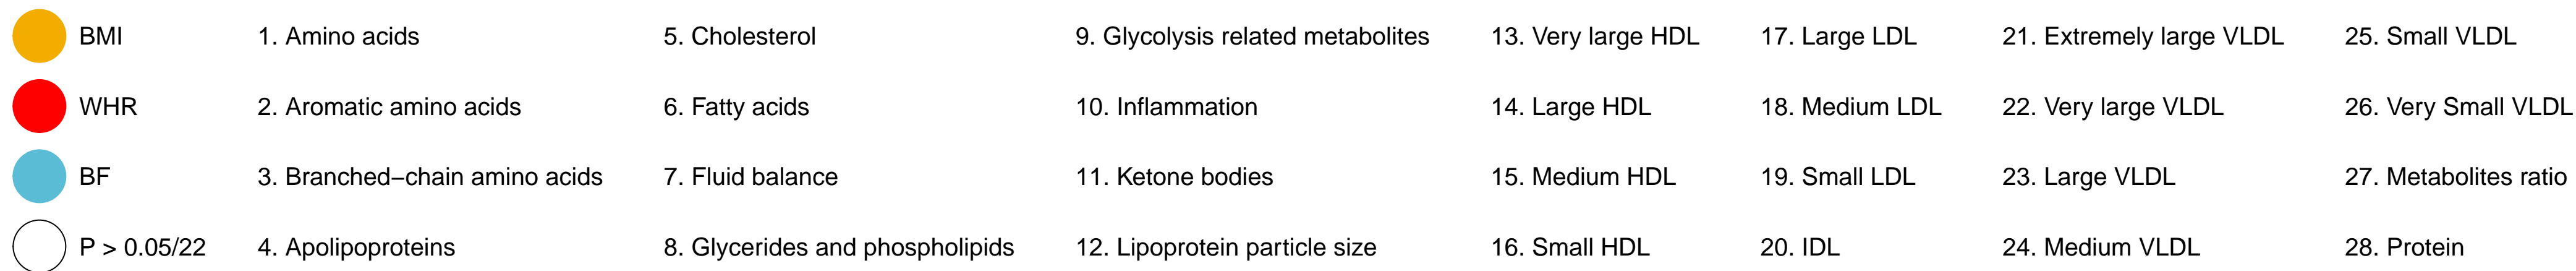 BMI 1. Amino acids 5. Cholesterol 9. Glycolysis related metabolites 13. Very large HDL 17. Large LDL 21. Extremely large VLDL 25. Small VLDL
WHR 2. Aromatic amino acids 6. Fatty acids 10. Inflammation 14. Large HDL 18. Medium LDL 22. Very large VLDL 26. Very Small VLDL
BF 3. Branched−chain amino acids 7. Fluid balance 11. Ketone bodies 15. Medium HDL 19. Small LDL 23. Large VLDL 27. Metabolites ratio
P > 0.05/22 4. Apolipoproteins 8. Glycerides and phospholipids 12. Lipoprotein particle size 16. Small HDL 20. IDL 24. Medium VLDL 28. Protein